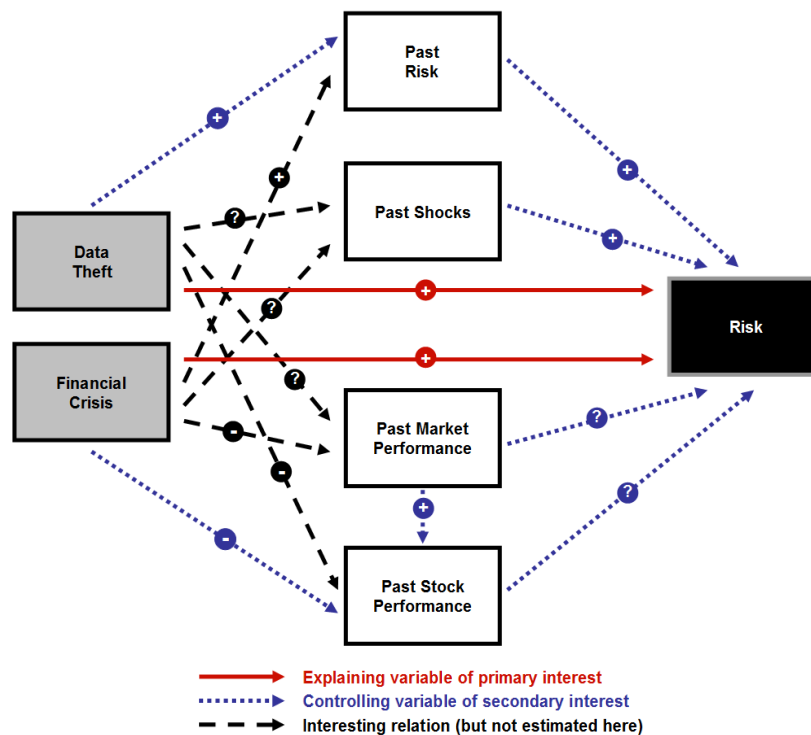 Past
Risk
+
+
+
Past Shocks
?
+
Data
Theft
?
+
Risk
+
Financial
Crisis
?
Past Market
Performance
?
-
+
-
?
-
Past Stock
Performance
Explaining variable of primary interest
Controlling variable of secondary interest
Interesting relation (but not estimated here)